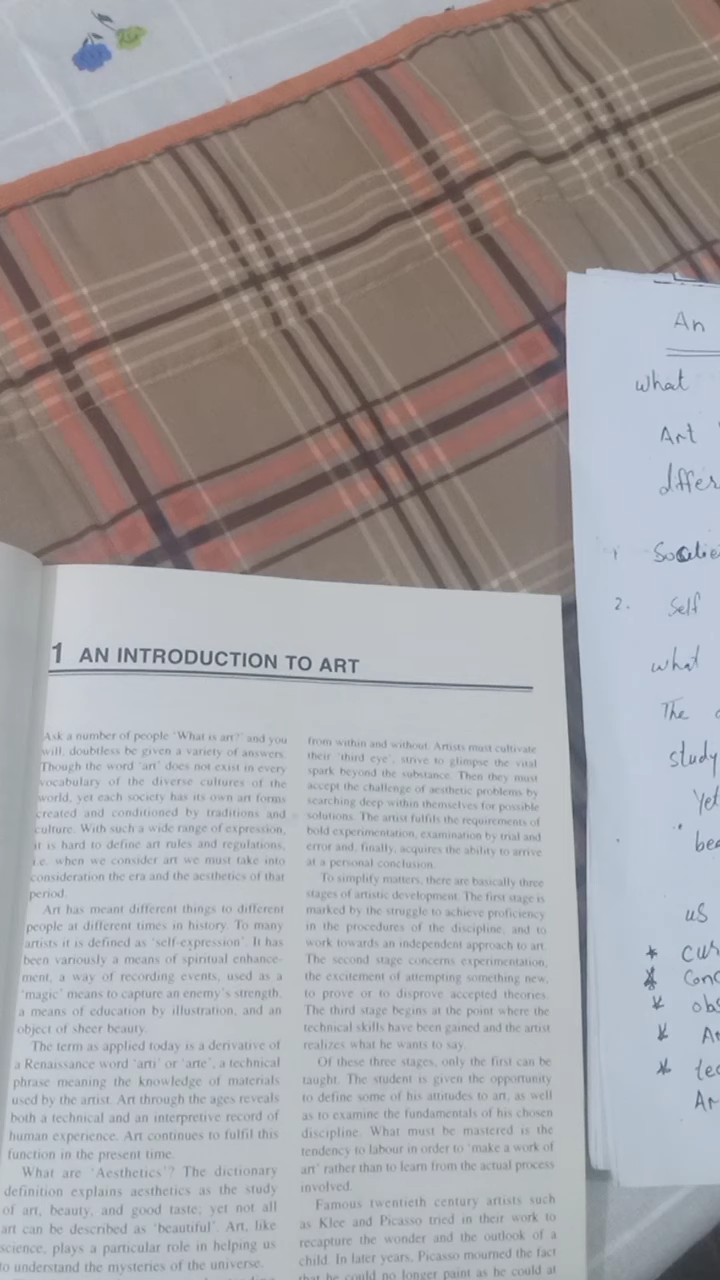 1 AN INTRODUCTION TO ART
Ask a number of people 'What is art?' and you
will, doubtless be given a variety of answers.
Though the word 'art' does not exist in every
vocabulary of the diverse cultures of the
world, yet each society has its own art forms
created and conditioned by traditions and
culture. With such a wide range of expression,
it is hard to define art rules and regulations,
i.e. when we consider art we must take into
consideration the era and the aesthetics of that
period.
Art has meant different things to different
people at different times in history. To many
artists it is defined as 'self-expression'. It has
been variously a means of spiritual enhance-
ment, a way of recording events, used as a
'magic' means to capture an enemy's strength,
a means of education by illustration, and an
object of sheer beauty.
The term as applied today is a derivative of
a Renaissance word 'arti' or 'arte', a technical
phrase meaning the knowledge of materials
used by the artist. Art through the ages reveals
both a technical and an interpretive record of
human experience. Art continues to fulfil this
function in the present time.
What are 'Aesthetics'? The dictionary
definition explains aesthetics as the study
of art, beauty, and good taste; yet not all
art can be described as 'beautiful'. Art, like
science, plays a particular role in helping us
to understand the mysteries of the universe.
from within and without. Artists must cultivate
their 'third eye', strive to glimpse the vital
spark beyond the substance. Then they must
accept the challenge of aesthetic problems by
searching deep within themselves for possible
solutions. The artist fulfils the requirements of
bold experimentation, examination by trial and
error and, finally, acquires the ability to arrive
at a personal conclusion.
To simplify matters, there are basically three
stages of artistic development. The first stage is
marked by the struggle to achieve proficiency
in the procedures of the discipline, and to
work towards an independent approach to art.
The second stage concerns experimentation,
the excitement of attempting something new,
to prove or to disprove accepted theories.
The third stage begins at the point where the
technical skills have been gained and the artist
realizes what he wants to say.
Of these three stages, only the first can be
taught. The student is given the opportunity
to define some of his attitudes to art, as well
as to examine the fundamentals of his chosen
discipline. What must be mastered is the
tendency to labour in order to 'make a work of
art' rather than to learn from the actual process
involved.
Famous twentieth century artists such
as Klee and Picasso tried in their work to
recapture the wonder and the outlook of a
child. In later years, Picasso mourned the fact
that he could no longer paint as he could at
An
what
Art
differ
1 Socie
2. Self
what
The
study
Yet
bea
us
* cur
* Conc
* obs
* Ar
* tec
Ar